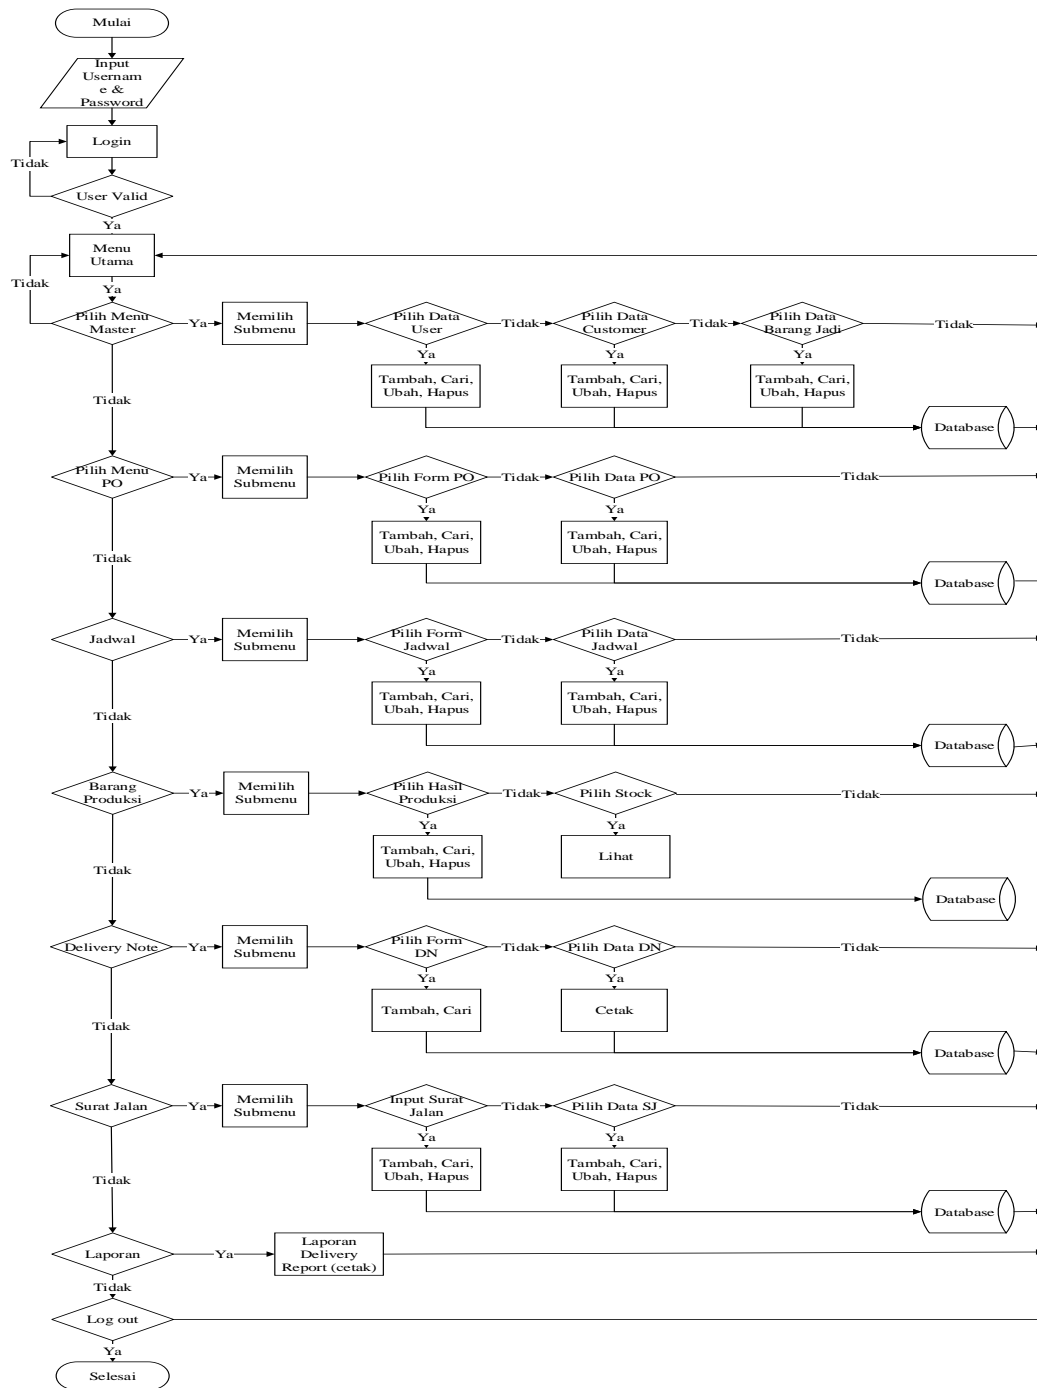 Mulai
Input
Usernam
e &
Password
Login
Tidak
User Valid
Ya
Menu
Utama
Tidak
Ya
Pilih Menu
Master
Ya
Memilih
Submenu
Pilih Data
User
Tidak
Pilih Data
Customer
Tidak
Pilih Data
Barang Jadi
Tidak
Ya
Ya
Ya
Tambah, Cari,
Ubah, Hapus
Tambah, Cari,
Ubah, Hapus
Tambah, Cari,
Ubah, Hapus
Tidak
Database
Pilih Menu
PO
Ya
Memilih
Submenu
Pilih Form PO
Tidak
Pilih Data PO
Tidak
Ya
Ya
Tambah, Cari,
Ubah, Hapus
Tambah, Cari,
Ubah, Hapus
Tidak
Database
Jadwal
Ya
Memilih
Submenu
Pilih Form
Jadwal
Tidak
Pilih Data
Jadwal
Tidak
Ya
Ya
Tambah, Cari,
Ubah, Hapus
Tambah, Cari,
Ubah, Hapus
Tidak
Database
Barang
Produksi
Ya
Memilih
Submenu
Pilih Hasil
Produksi
Tidak
Pilih Stock
Tidak
Ya
Ya
Tambah, Cari,
Ubah, Hapus
Lihat
Tidak
Database
Delivery Note
Ya
Memilih
Submenu
Pilih Form
DN
Tidak
Pilih Data DN
Tidak
Ya
Ya
Tambah, Cari
Cetak
Tidak
Database
Surat Jalan
Ya
Memilih
Submenu
Input Surat
Jalan
Tidak
Pilih Data SJ
Tidak
Ya
Ya
Tambah, Cari,
Ubah, Hapus
Tambah, Cari,
Ubah, Hapus
Tidak
Database
Laporan
Ya
Laporan
Delivery
Report (cetak)
Tidak
Log out
Ya
Selesai